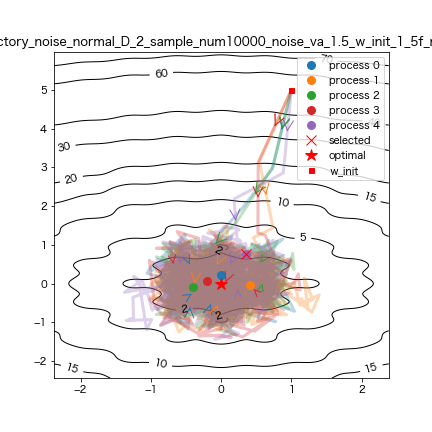 ctory_noise_normal_D_2_sample_num10000_noise_va_1.5_w_init_1_5f_r
process 0
process 1
process 2
process 3
process 4
selected
optimal
w_init
60
30
20
15
10
5
2
2
2
15
10
15
5
4
3
2
1
0
−1
−2
−2
−1
0
1
2